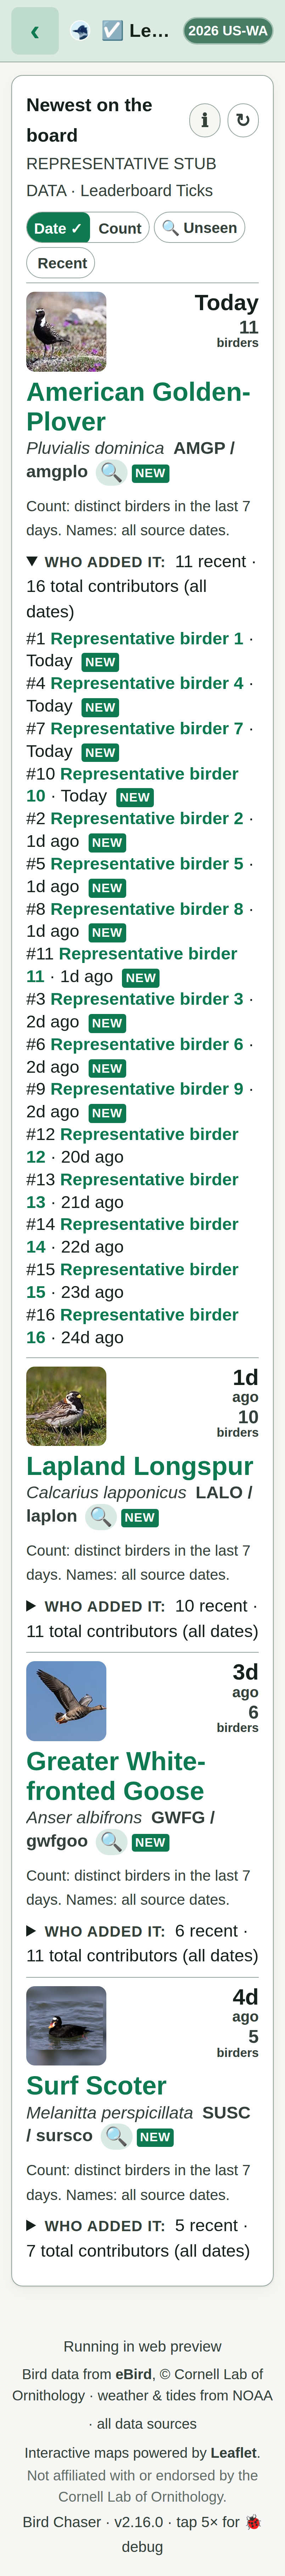 ‹ ☑ Le... 2026 US-WA
Newest on the
board
ℹ ↻
REPRESENTATIVE STUB
DATA · Leaderboard Ticks
Date ✓ Count 🔍 Unseen
Recent
Today
11
birders
American Golden-
Plover
Pluvialis dominica AMGP /
amgplo 🔍 NEW
Count: distinct birders in the last 7
days. Names: all source dates.
▼ WHO ADDED IT: 11 recent ·
16 total contributors (all
dates)
#1 Representative birder 1 ·
Today NEW
#4 Representative birder 4 ·
Today NEW
#7 Representative birder 7 ·
Today NEW
#10 Representative birder
10 · Today NEW
#2 Representative birder 2 ·
1d ago NEW
#5 Representative birder 5 ·
1d ago NEW
#8 Representative birder 8 ·
1d ago NEW
#11 Representative birder
11 · 1d ago NEW
#3 Representative birder 3 ·
2d ago NEW
#6 Representative birder 6 ·
2d ago NEW
#9 Representative birder 9 ·
2d ago NEW
#12 Representative birder
12 · 20d ago
#13 Representative birder
13 · 21d ago
#14 Representative birder
14 · 22d ago
#15 Representative birder
15 · 23d ago
#16 Representative birder
16 · 24d ago
1d
ago
10
birders
Lapland Longspur
Calcarius lapponicus LALO /
laplon 🔍 NEW
Count: distinct birders in the last 7
days. Names: all source dates.
▶ WHO ADDED IT: 10 recent ·
11 total contributors (all dates)
3d
ago
6
birders
Greater White-
fronted Goose
Anser albifrons GWFG /
gwfgoo 🔍 NEW
Count: distinct birders in the last 7
days. Names: all source dates.
▶ WHO ADDED IT: 6 recent ·
11 total contributors (all dates)
4d
ago
5
birders
Surf Scoter
Melanitta perspicillata SUSC
/ sursco 🔍 NEW
Count: distinct birders in the last 7
days. Names: all source dates.
▶ WHO ADDED IT: 5 recent ·
7 total contributors (all dates)
Running in web preview
Bird data from eBird, © Cornell Lab of
Ornithology · weather & tides from NOAA
· all data sources
Interactive maps powered by Leaflet.
Not affiliated with or endorsed by the
Cornell Lab of Ornithology.
Bird Chaser · v2.16.0 · tap 5× for 🐞
debug